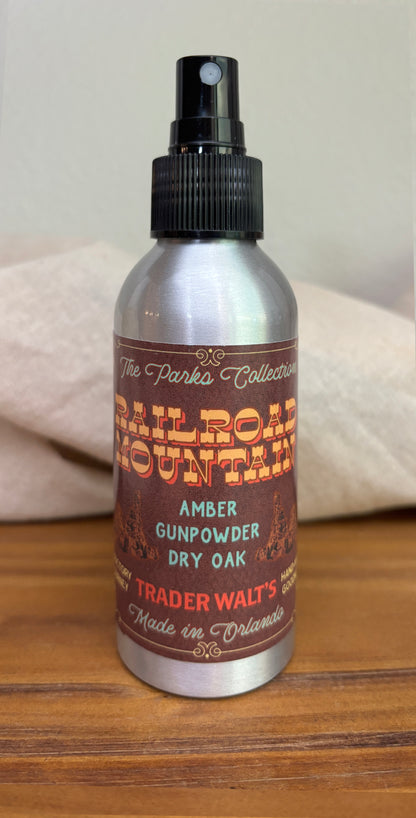 The Parks Collection
RAILROAD
MOUNTAIN
AMBER
GUNPOWDER
DRY OAK
TRADER WALT'S
Made in Orlando